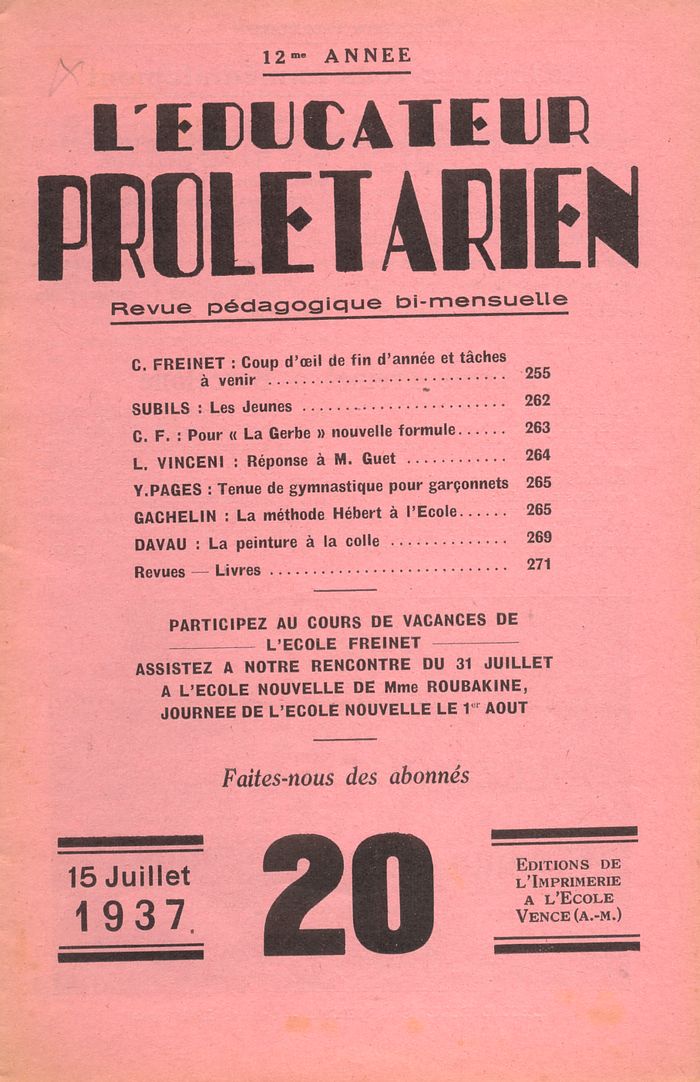 12me ANNEE
L'EDUCATEUR
PROLETARIEN
Revue pédagogique bi-mensuelle
C. FREINET : Coup d'œil de fin d'année et tâches
à venir ............................ 255
SUBILS : Les Jeunes ........................ 262
C. F. : Pour « La Gerbe » nouvelle formule...... 263
L. VINCENI : Réponse à M. Guet ............ 264
Y.PAGES : Tenue de gymnastique pour garçonnets 265
GACHELIN : La méthode Hébert à l'Ecole...... 265
DAVAU : La peinture à la colle .............. 269
Revues — Livres ............................ 271
PARTICIPEZ AU COURS DE VACANCES DE
L'ECOLE FREINET
ASSISTEZ A NOTRE RENCONTRE DU 31 JUILLET
A L'ECOLE NOUVELLE DE Mme ROUBAKINE,
JOURNEE DE L'ECOLE NOUVELLE LE 1er AOUT
Faites-nous des abonnés
15 Juillet
1937.
20
EDITIONS DE
L'IMPRIMERIE
A L'ECOLE
VENCE (A.-M.)